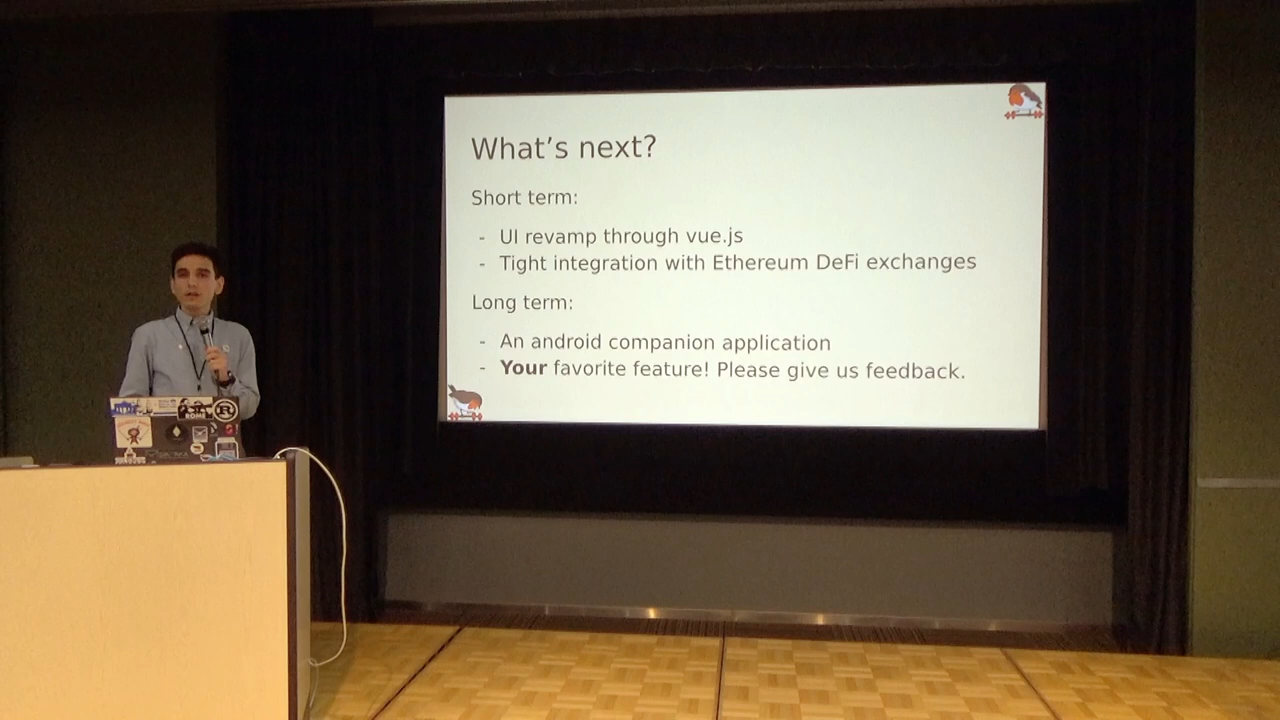 What's next?
Short term:
- UI revamp through vue.js
- Tight integration with Ethereum DeFi exchanges
Long term:
- An android companion application
- Your favorite feature! Please give us feedback.
ROME
R